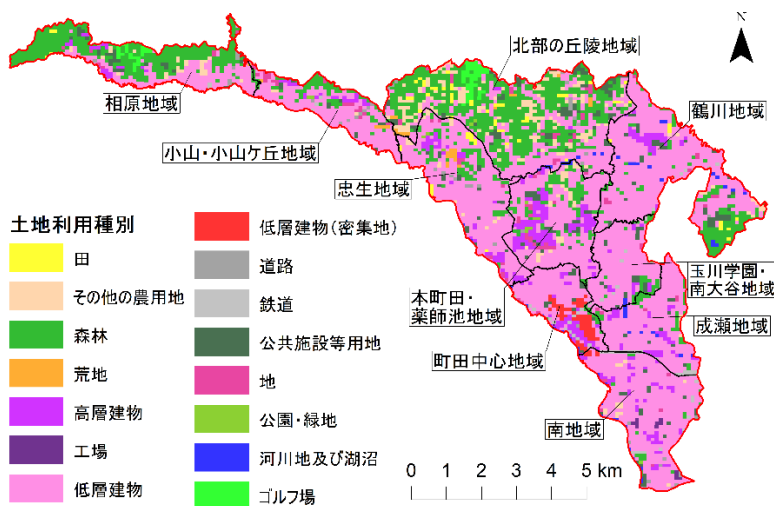 N
北部の丘陵地域
相原地域
鶴川地域
小山・小山ケ丘地域
忠生地域
土地利用種別
田
その他の農用地
森林
荒地
高層建物
工場
低層建物
低層建物(密集地)
道路
鉄道
公共施設等用地
地
公園・緑地
河川地及び湖沼
ゴルフ場
本町田・
薬師池地域
町田中心地域
玉川学園・
南大谷地域
成瀬地域
南地域
0 1 2 3 4 5 km